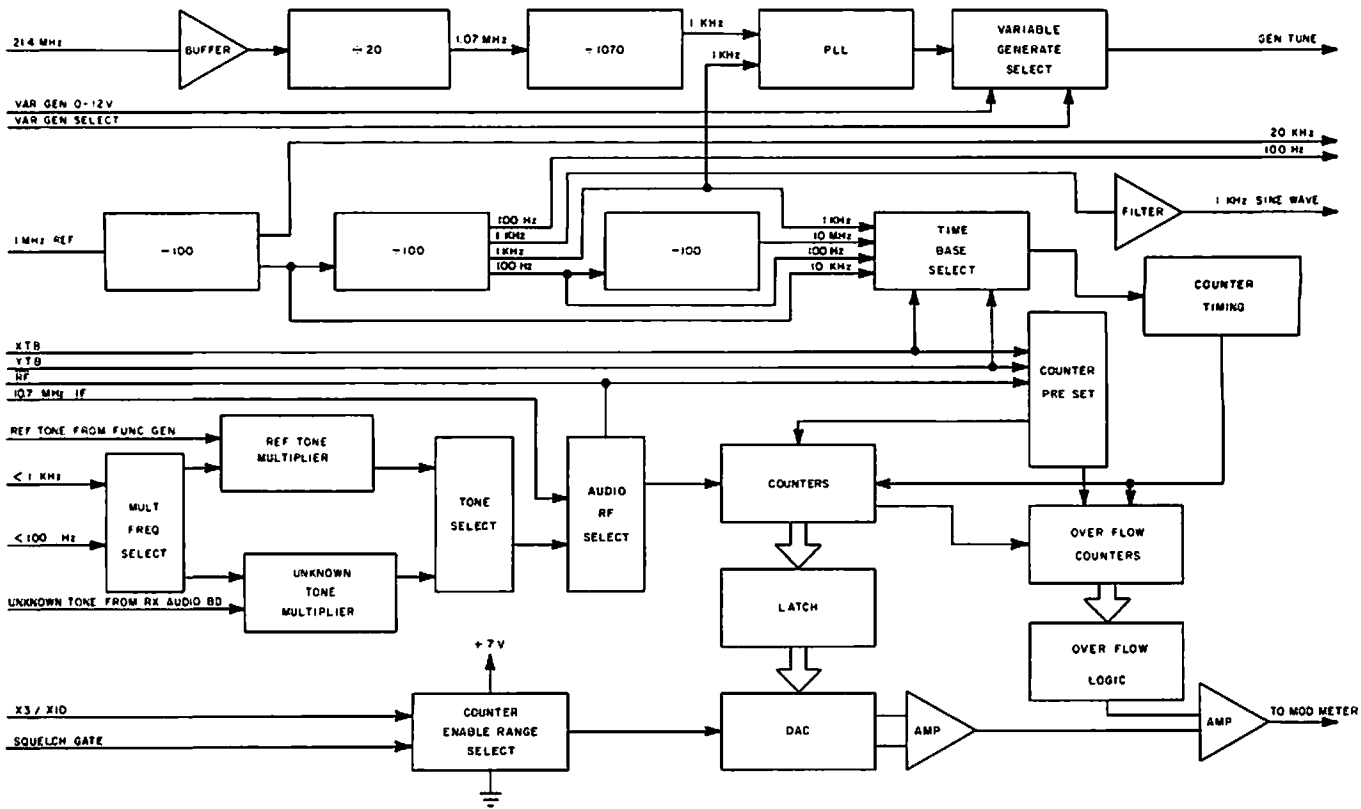 21.4 MHz
BUFFER
÷20
1.07 MHz
÷1070
1 KHz
1 KHz
PLL
VARIABLE
GENERATE
SELECT
GEN TUNE
VAR GEN 0-12V
VAR GEN SELECT
20 KHz
100 Hz
1 MHz REF
÷100
÷100
100 Hz
1 KHz
1 KHz
100 Hz
÷100
1 KHz
10 MHz
100 Hz
10 KHz
TIME
BASE
SELECT
FILTER
1 KHz SINE WAVE
COUNTER
TIMING
XTB
YTB
RF
10.7 MHz IF
COUNTER
PRE SET
REF TONE FROM FUNC GEN
REF TONE
MULTIPLIER
< 1 KHz
MULT
FREQ
SELECT
<100 Hz
TONE
SELECT
AUDIO
RF
SELECT
COUNTERS
OVER FLOW
COUNTERS
UNKNOWN
TONE
MULTIPLIER
UNKNOWN TONE FROM RX AUDIO BD
LATCH
OVER FLOW
LOGIC
+7V
X3 / X10
SQUELCH GATE
COUNTER
ENABLE RANGE
SELECT
DAC
AMP
AMP
TO MOD METER